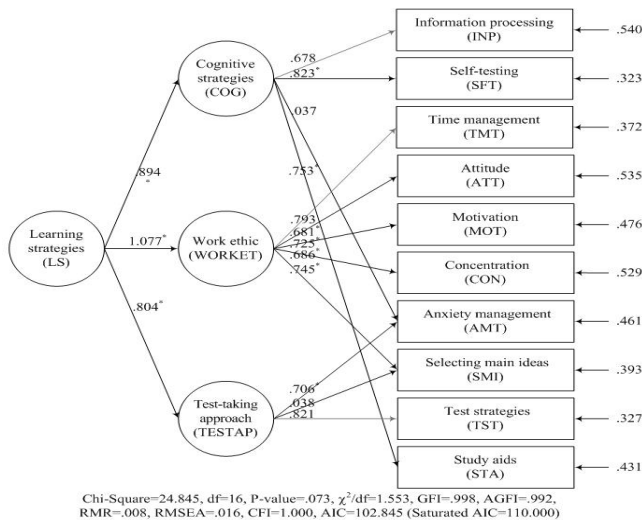 Information processing
(INP)
.540
Cognitive
strategies
(COG)
.678
.823*
Self-testing
(SFT)
.323
.037
Time management
(TMT)
.372
.753*
Attitude
(ATT)
.535
.894
*
Learning
strategies
(LS)
1.077*
Work ethic
(WORKET)
.793
.681*
.725*
.686*
.745*
Motivation
(MOT)
.476
Concentration
(CON)
.529
.804*
Anxiety management
(AMT)
.461
Selecting main ideas
(SMI)
.393
Test-taking
approach
(TESTAP)
.706*
.038
.821
Test strategies
(TST)
.327
Study aids
(STA)
.431
Chi-Square=24.845, df=16, P-value=.073, χ²/df=1.553, GFI=.998, AGFI=.992,
RMR=.008, RMSEA=.016, CFI=1.000, AIC=102.845 (Saturated AIC=110.000)